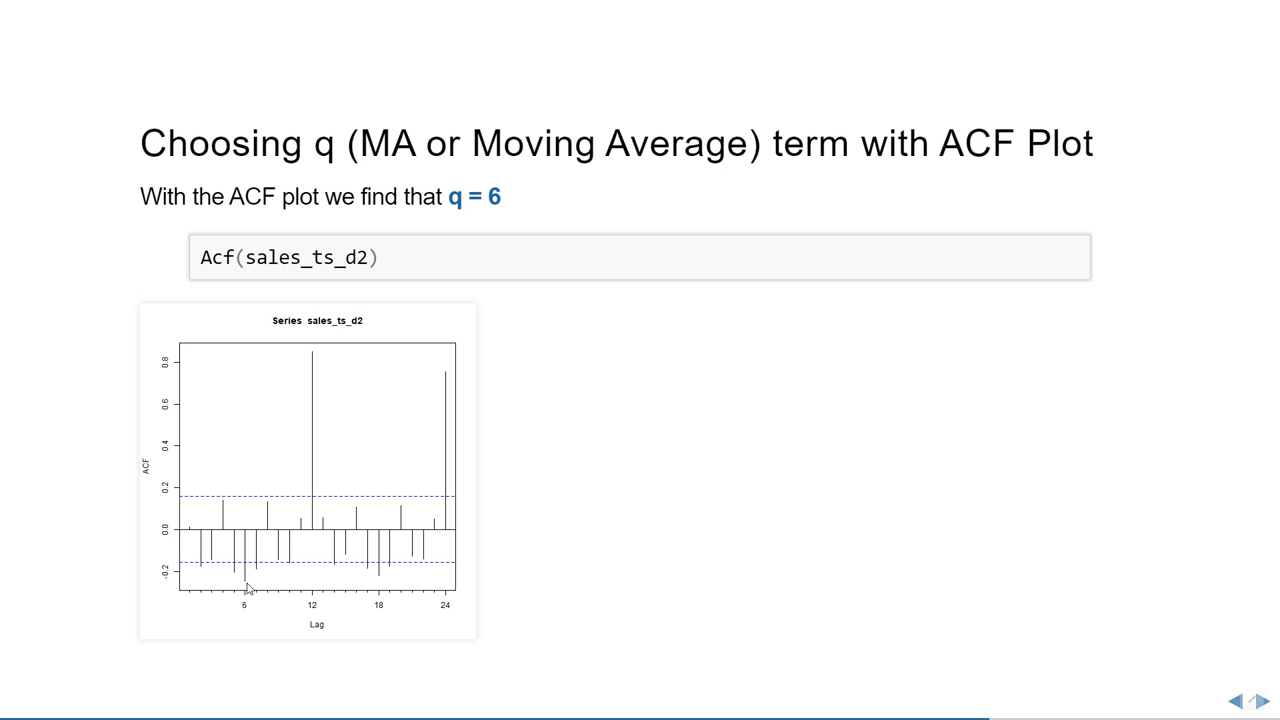 Choosing q (MA or Moving Average) term with ACF Plot
With the ACF plot we find that q = 6
Acf(sales_ts_d2)
Series sales_ts_d2
0.8
0.6
0.4
0.2
0.0
-0.2
ACF
6 12 18 24
Lag